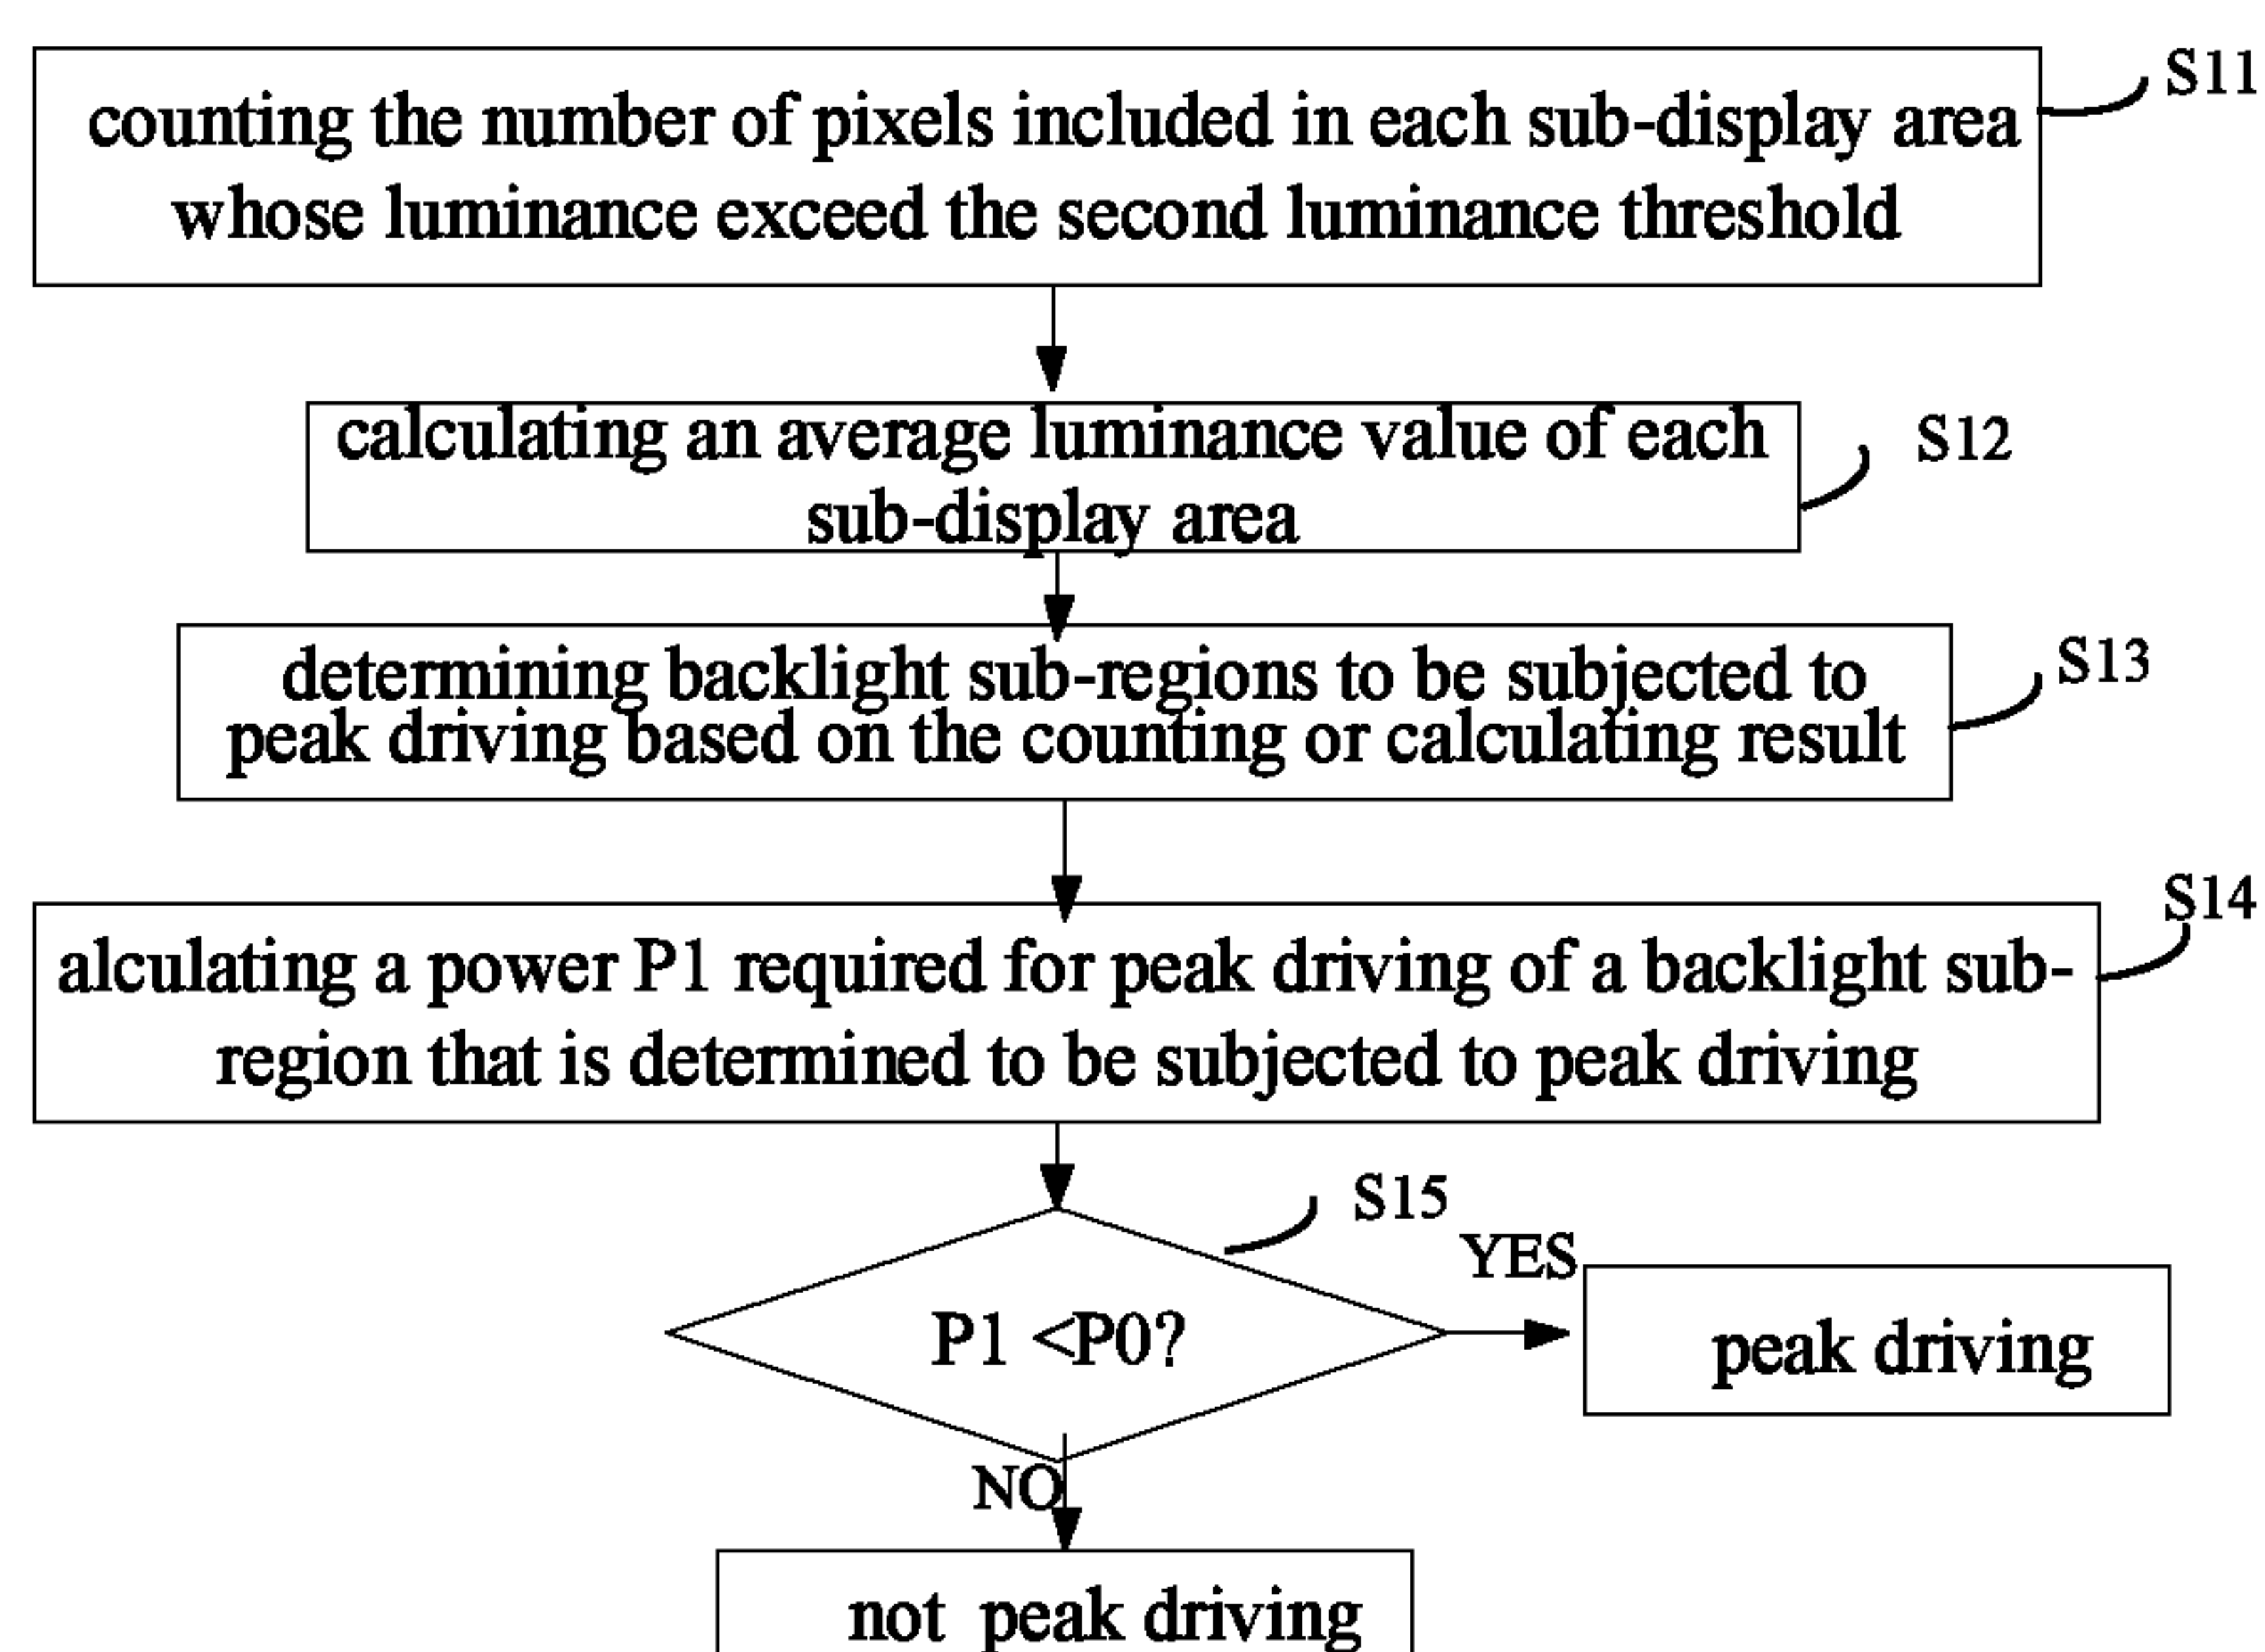 S11
counting the number of pixels included in each sub-display area
whose luminance exceed the second luminance threshold
S12
calculating an average luminance value of each
sub-display area
S13
determining backlight sub-regions to be subjected to
peak driving based on the counting or calculating result
S14
alculating a power P1 required for peak driving of a backlight sub-
region that is determined to be subjected to peak driving
S15
YES
P1 <P0?
peak driving
NO
not peak driving